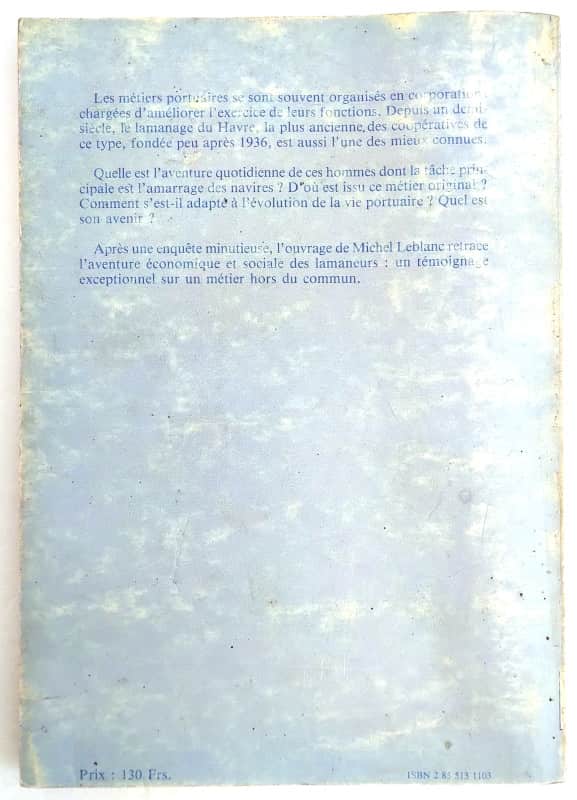 Les métiers portuaires se sont souvent organisés en corporations
chargées d'améliorer l'exercice de leurs fonctions. Depuis un demi-
siècle, le lamanage du Havre, la plus ancienne, des coopératives de
ce type, fondée peu après 1936, est aussi l'une des mieux connues.
Quelle est l'aventure quotidienne de ces hommes dont la tâche prin-
cipale est l'amarrage des navires ? D'où est issu ce métier original ?
Comment s'est-il adapté à l'évolution de la vie portuaire ? Quel est
son avenir ?
Après une enquête minutieuse, l'ouvrage de Michel Leblanc retrace
l'aventure économique et sociale des lamaneurs : un témoignage
exceptionnel sur un métier hors du commun.
Prix : 130 Frs.
ISBN 2 85 513 1103